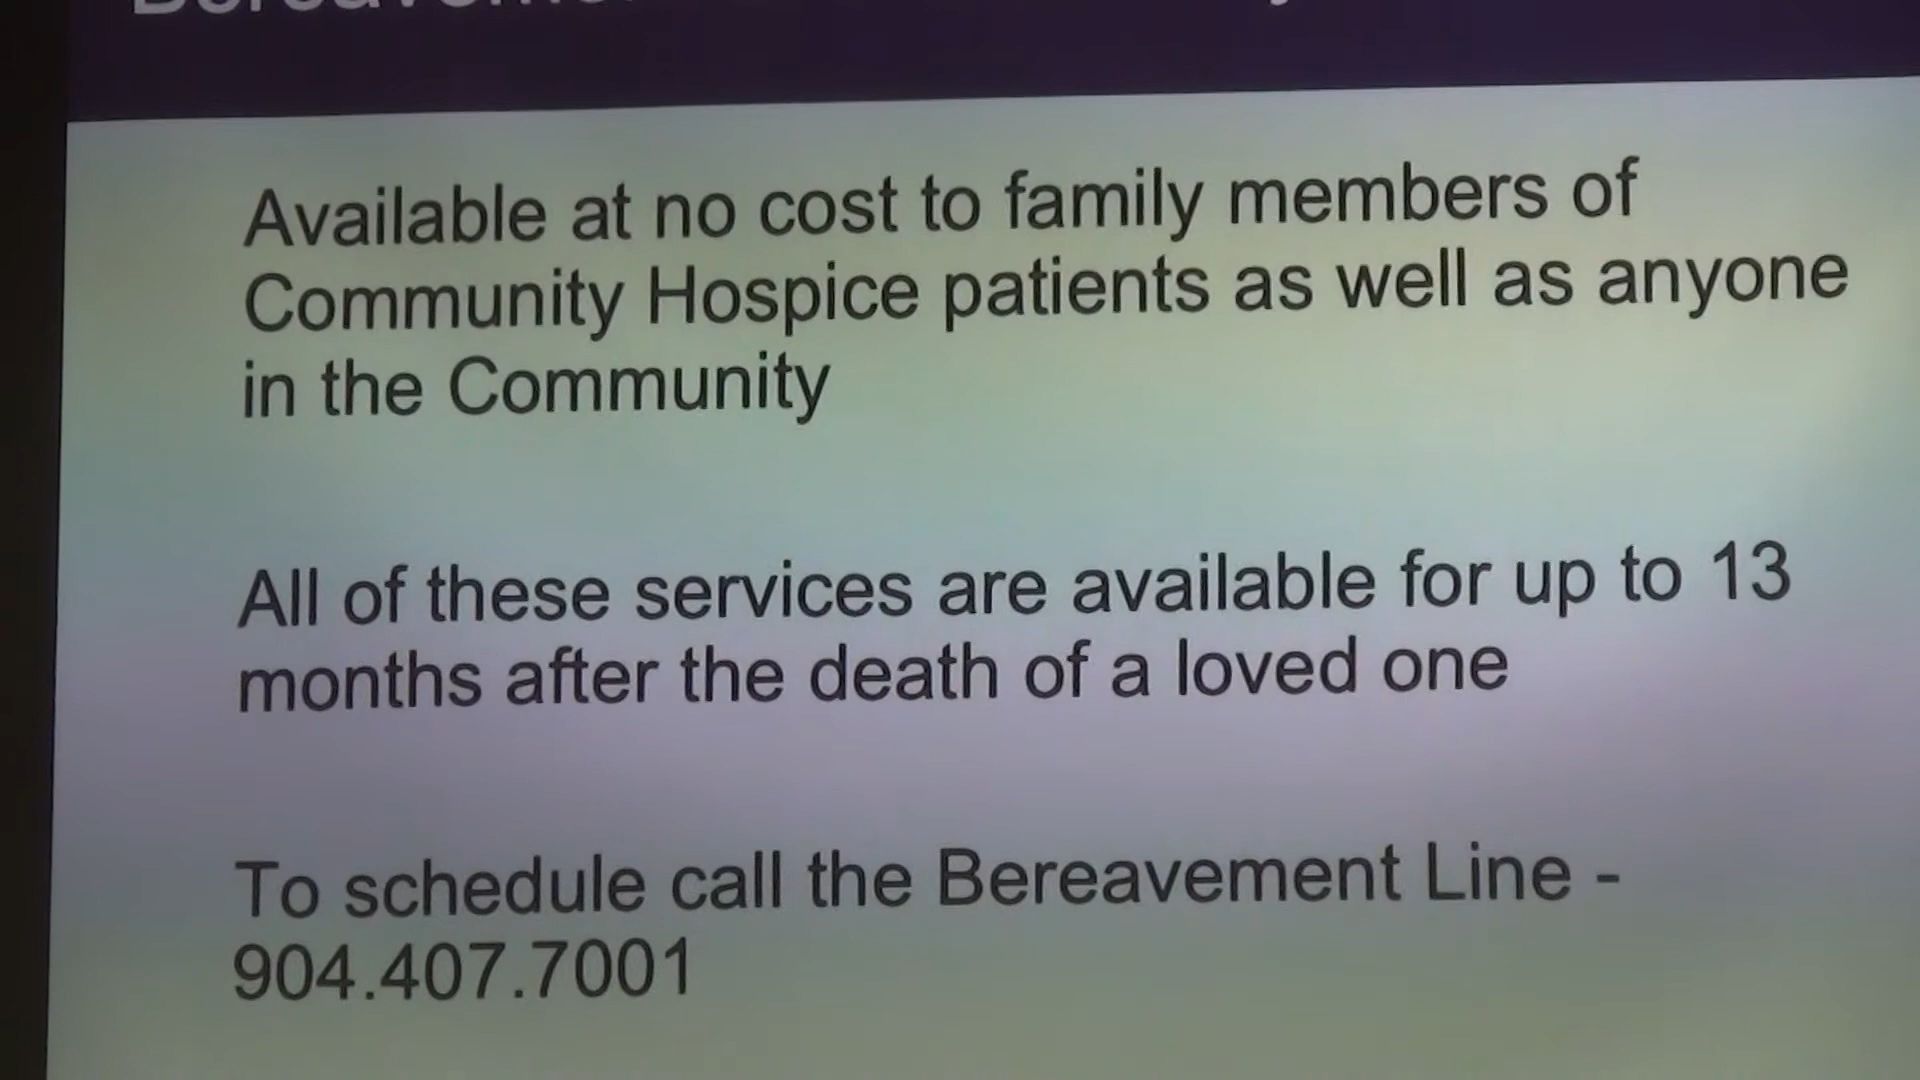 Available at no cost to family members of
Community Hospice patients as well as anyone
in the Community
All of these services are available for up to 13
months after the death of a loved one
To schedule call the Bereavement Line -
904.407.7001